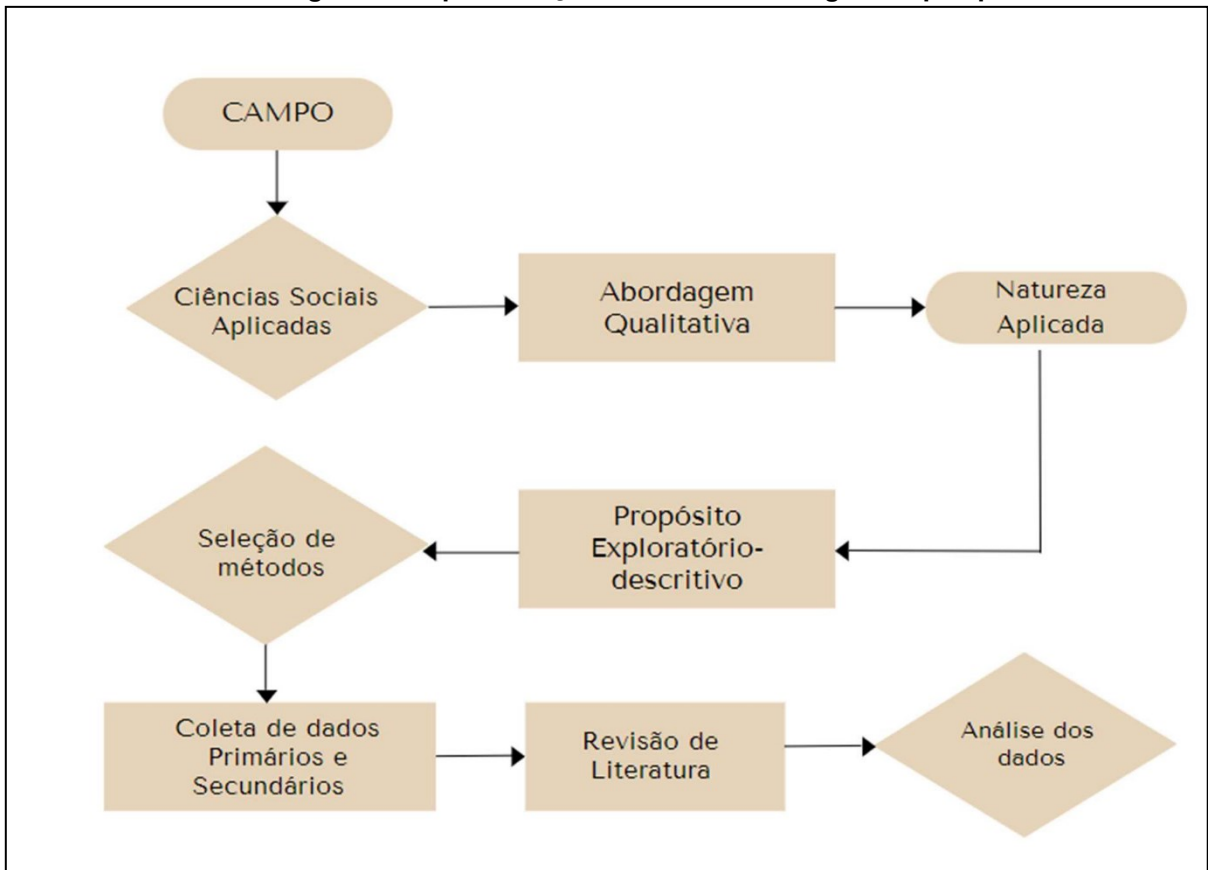 CAMPO
Ciências Sociais
Aplicadas
Abordagem
Qualitativa
Natureza
Aplicada
Propósito
Exploratório-
descritivo
Seleção de
métodos
Coleta de dados
Primários e
Secundários
Revisão de
Literatura
Análise dos
dados